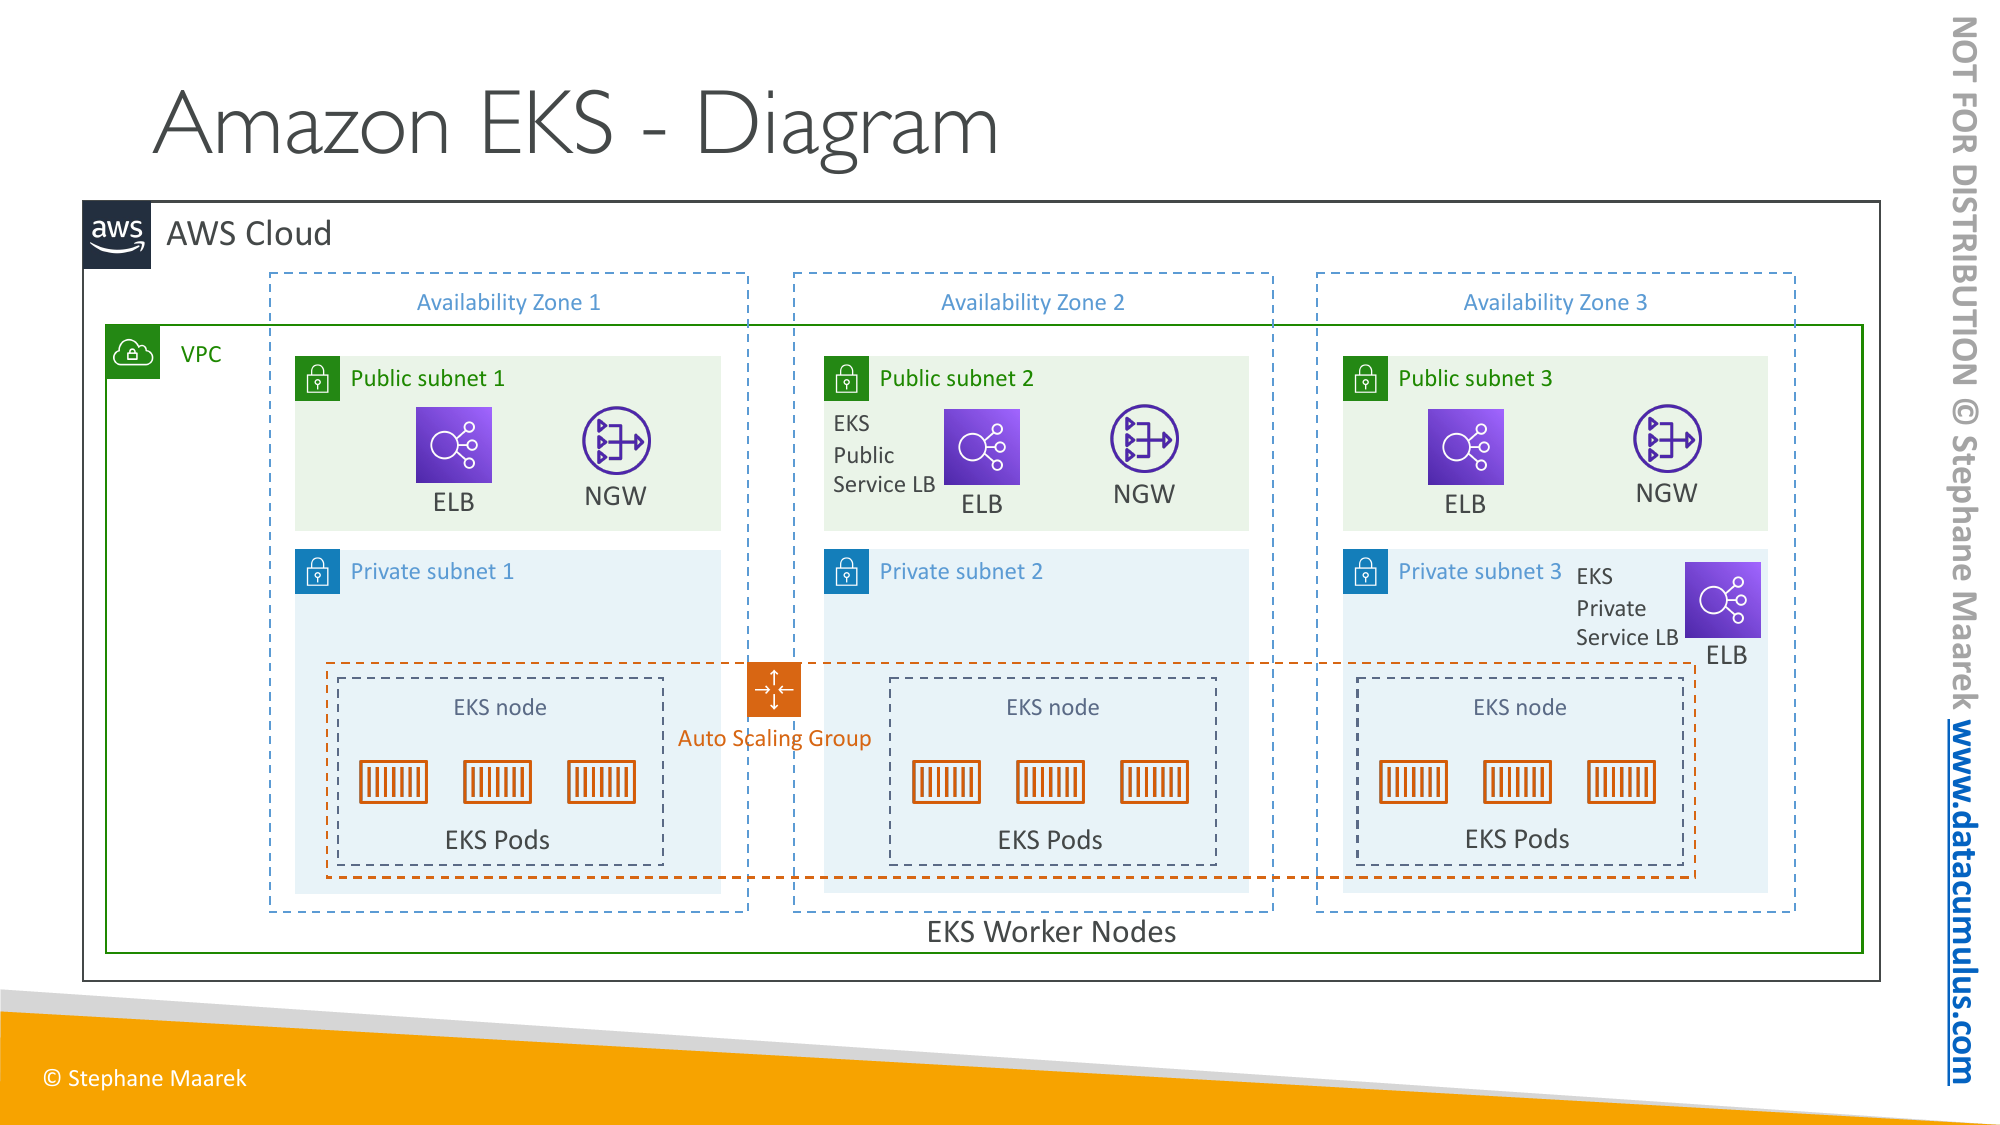 Amazon EKS - Diagram
aws
AWS Cloud
Availability Zone 1
Availability Zone 2
Availability Zone 3
VPC
Public subnet 1
ELB
NGW
Public subnet 2
EKS
Public
Service LB
ELB
NGW
Public subnet 3
ELB
NGW
Private subnet 1
Private subnet 2
Private subnet 3
EKS
Private
Service LB
ELB
EKS node
EKS Pods
Auto Scaling Group
EKS node
EKS Pods
EKS node
EKS Pods
EKS Worker Nodes
© Stephane Maarek
NOT FOR DISTRIBUTION © Stephane Maarek www.datacumulus.com